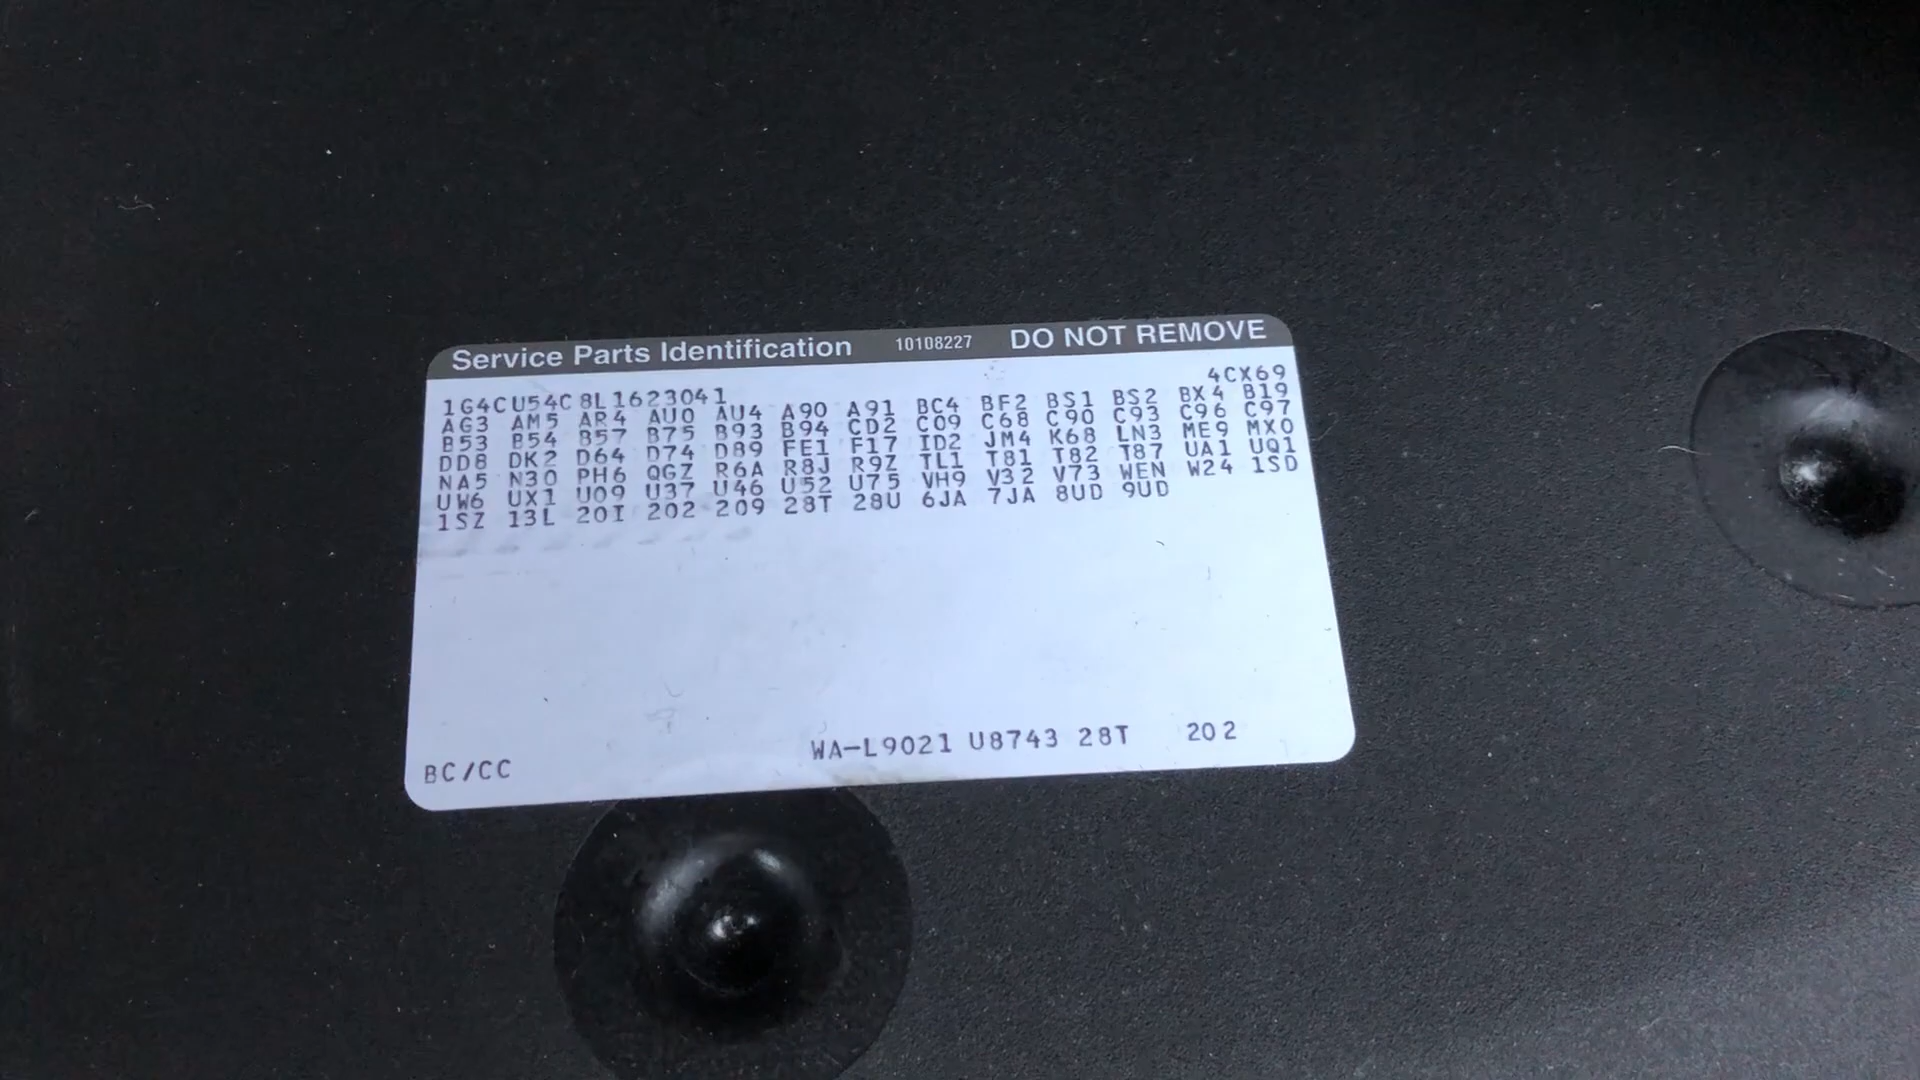 Service Parts Identification 10108227 DO NOT REMOVE
1G4CU54C8L1623041 4CX69
AG3 AM5 AR4 AU0 AU4 A90 A91 BC4 BF2 BS1 BS2 BX4 B19
B53 B54 B57 B75 B93 B94 CD2 C09 C68 C90 C93 C96 C97
DD8 DK2 D64 D74 D89 FE1 F17 ID2 JM4 K68 LN3 ME9 MX0
NA5 N30 PH6 QGZ R6A R8J R9Z TL1 T81 T82 T87 UA1 UQ1
UW6 UX1 U09 U37 U46 U52 U75 VH9 V32 V73 WEN W24 1SD
1SZ 13L 20I 202 209 28T 28U 6JA 7JA 8UD 9UD
WA-L9021 U8743 28T 202
BC/CC